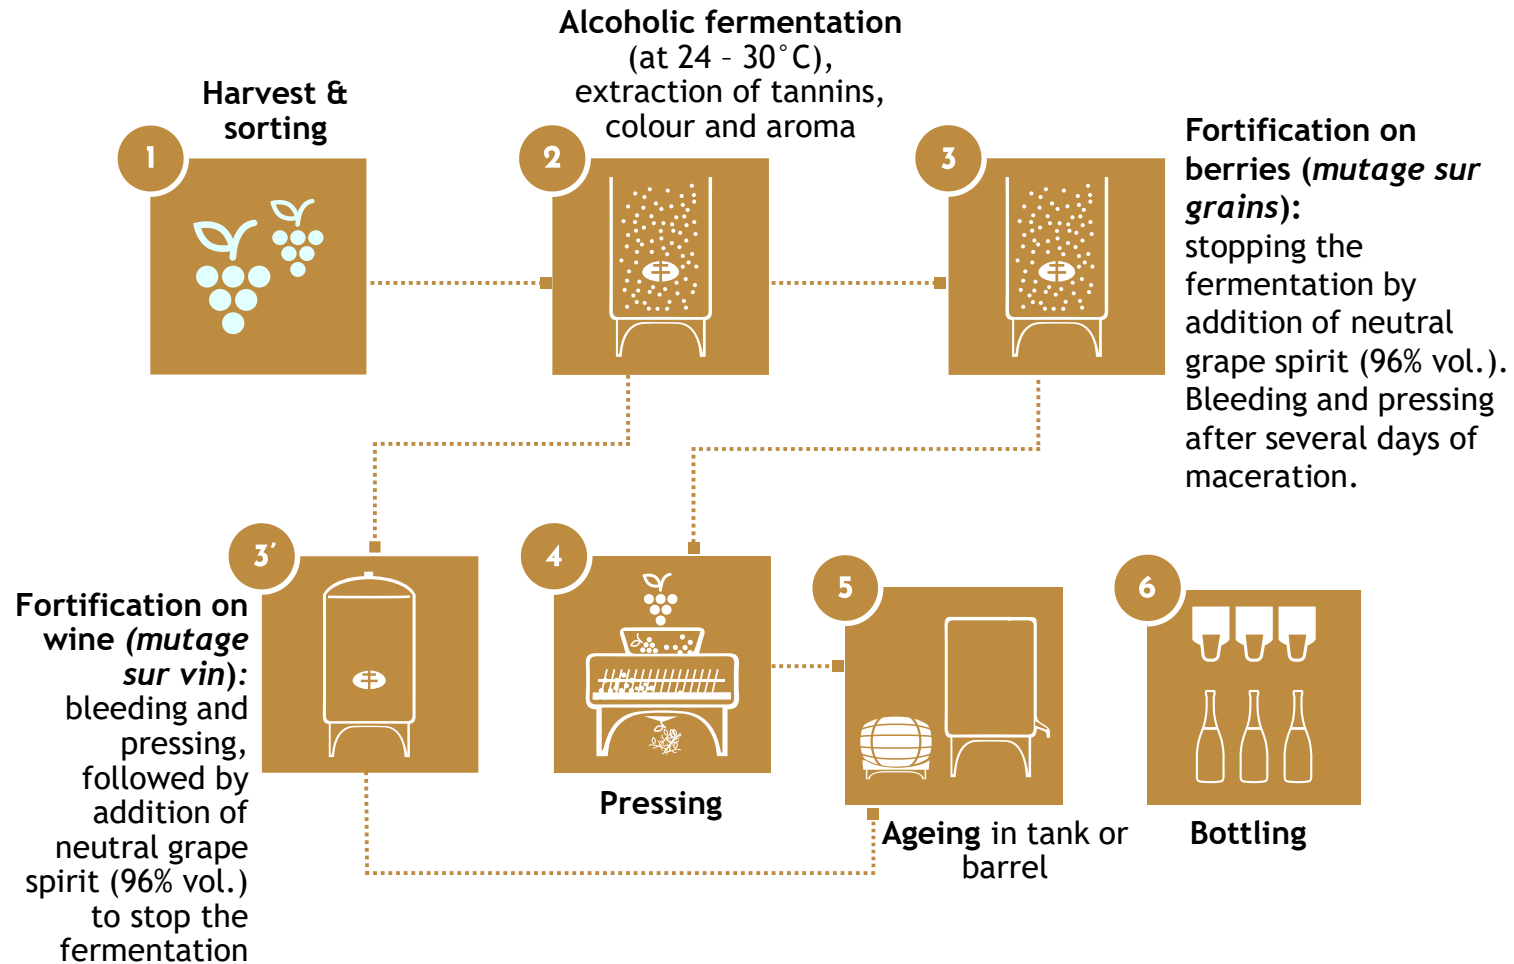 Harvest &
sorting
1
Alcoholic fermentation
(at 24 – 30°C),
extraction of tannins,
colour and aroma
2
3
Fortification on
berries (mutage sur
grains):
stopping the
fermentation by
addition of neutral
grape spirit (96% vol.).
Bleeding and pressing
after several days of
maceration.
3′
Fortification on
wine (mutage
sur vin):
bleeding and
pressing,
followed by
addition of
neutral grape
spirit (96% vol.)
to stop the
fermentation
4
Pressing
5
Ageing in tank or
barrel
6
Bottling